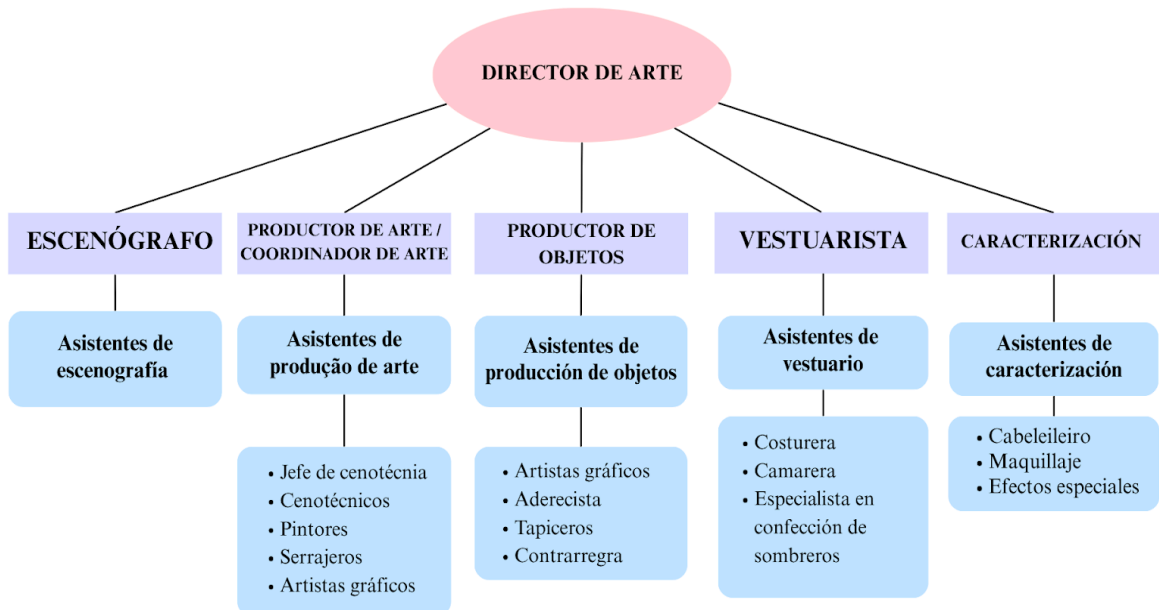 DIRECTOR DE ARTE
ESCENÓGRAFO
Asistentes de
escenografía
PRODUCTOR DE ARTE /
COORDINADOR DE ARTE
Asistentes de
produção de arte
• Jefe de cenotécnia
• Cenotécnicos
• Pintores
• Serrajeros
• Artistas gráficos
PRODUCTOR DE
OBJETOS
Asistentes de
producción de objetos
• Artistas gráficos
• Aderecista
• Tapiceros
• Contrarregra
VESTUARISTA
Asistentes de
vestuario
• Costurera
• Camarera
• Especialista en
confección de
sombreros
CARACTERIZACIÓN
Asistentes de
caracterización
• Cabeleileiro
• Maquillaje
• Efectos especiales